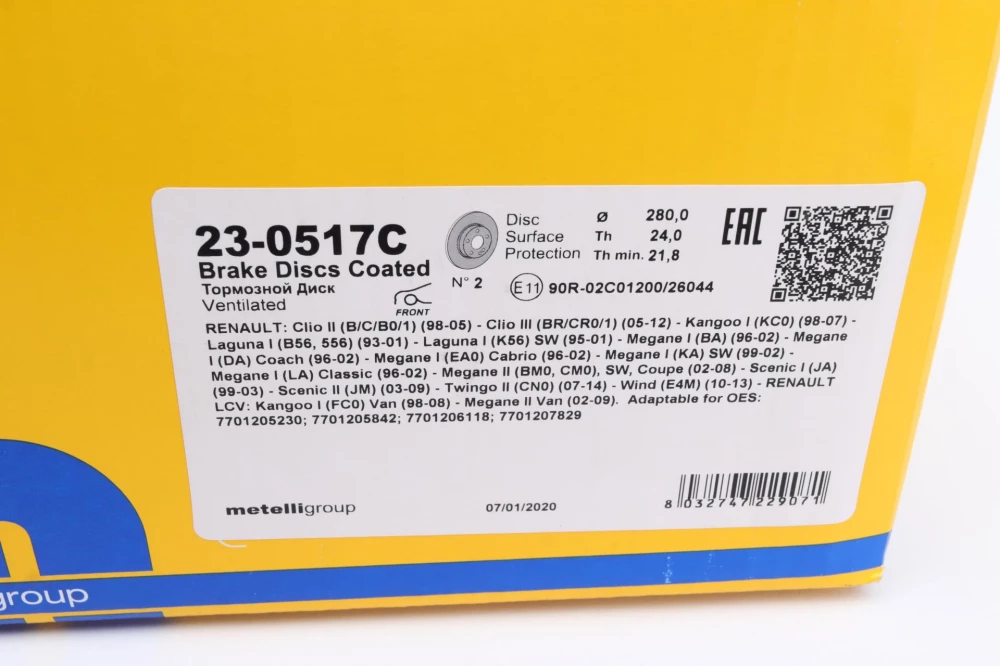 23-0517C
Brake Discs Coated
Тормозной Диск
Ventilated
FRONT
N° 2
Disc
Surface
Protection
Ø 280,0
Th 24,0
Th min. 21,8
EAC
E11 90R-02C01200/26044
RENAULT: Clio II (B/C/B0/1) (98-05) - Clio III (BR/CR0/1) (05-12) - Kangoo I (KC0) (98-07) -
Laguna I (B56, 556) (93-01) - Laguna I (K56) SW (95-01) - Megane I (BA) (96-02) - Megane
I (DA) Coach (96-02) - Megane I (EA0) Cabrio (96-02) - Megane I (KA) SW (99-02) -
Megane I (LA) Classic (96-02) - Megane II (BM0, CM0), SW, Coupe (02-08) - Scenic I (JA)
(99-03) - Scenic II (JM) (03-09) - Twingo II (CN0) (07-14) - Wind (E4M) (10-13) - RENAULT
LCV: Kangoo I (FC0) Van (98-08) - Megane II Van (02-09). Adaptable for OES:
7701205230; 7701205842; 7701206118; 7701207829
metelligroup
07/01/2020
8 032747 229071
group